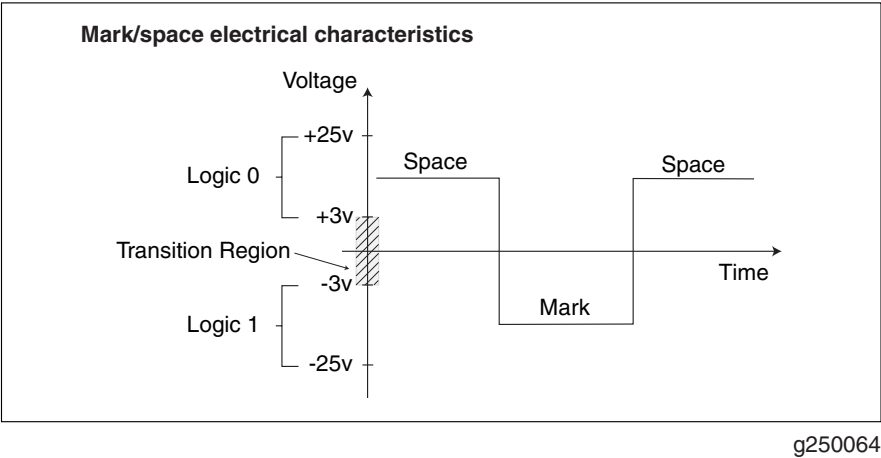 Mark/space electrical characteristics
Voltage
+25v
Space
Space
Logic 0
+3v
Transition Region
Time
-3v
Mark
Logic 1
-25v
g250064